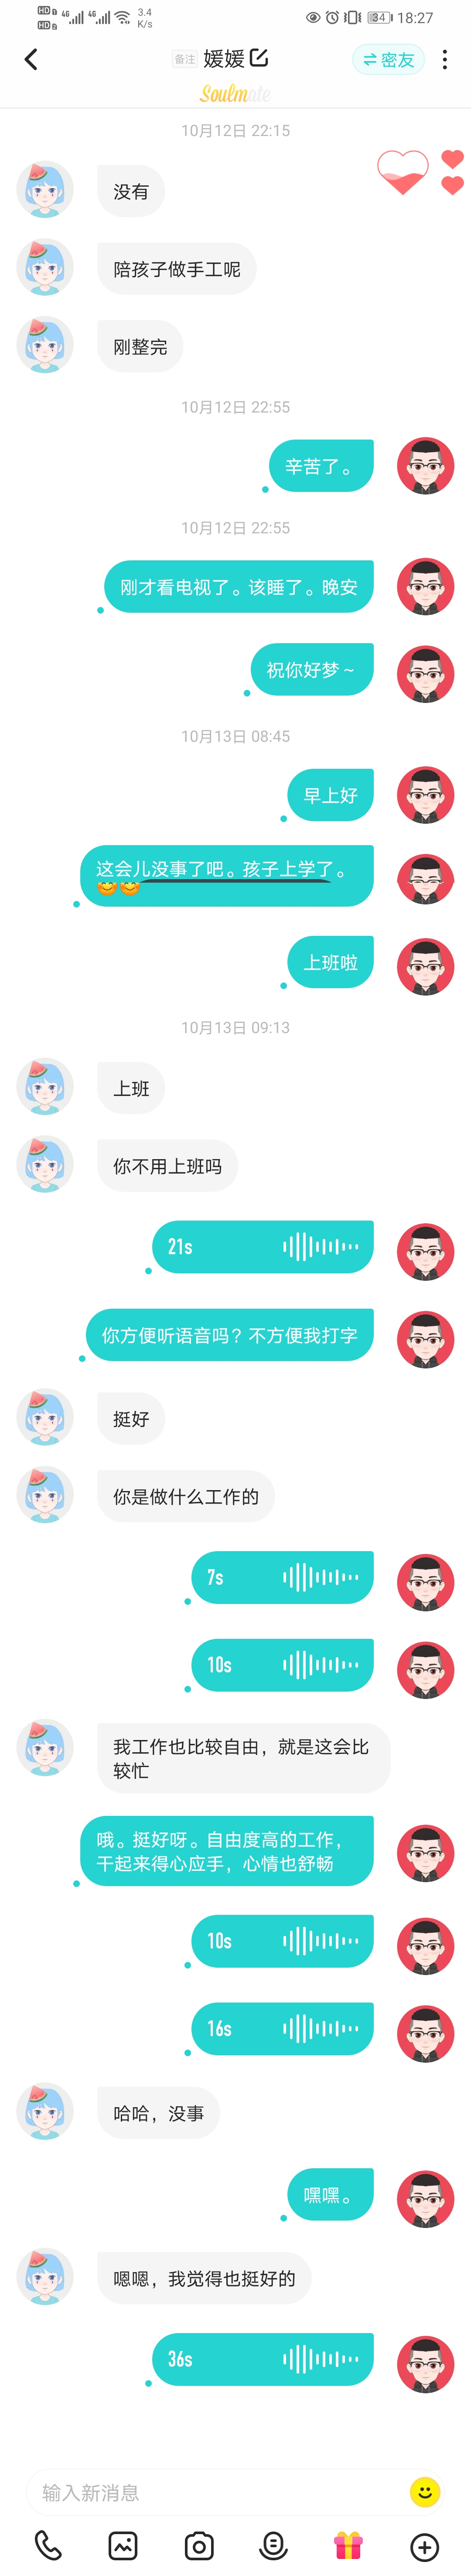 HD 1 4G 4G 3.4 K/s 34 18:27
HD 2
备注 媛媛 密友
Soulmate
10月12日 22:15
没有
陪孩子做手工呢
刚整完
10月12日 22:55
辛苦了。
10月12日 22:55
刚才看电视了。该睡了。晚安
祝你好梦～
10月13日 08:45
早上好
这会儿没事了吧。孩子上学了。
上班啦
10月13日 09:13
上班
你不用上班吗
21s
你方便听语音吗？不方便我打字
挺好
你是做什么工作的
7s
10s
我工作也比较自由，就是这会比
较忙
哦。挺好呀。自由度高的工作，
干起来得心应手，心情也舒畅
10s
16s
哈哈，没事
嘿嘿。
嗯嗯，我觉得也挺好的
36s
输入新消息